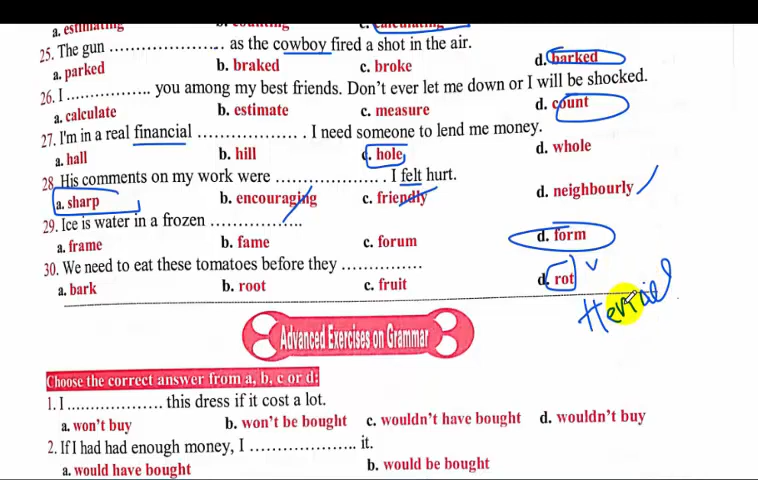 a. estimating b. counting calculating
25. The gun ........................ as the cowboy fired a shot in the air.
a. parked b. braked c. broke d. barked
26. I ................ you among my best friends. Don't ever let me down or I will be shocked.
a. calculate b. estimate c. measure d. count
27. I'm in a real financial .................... . I need someone to lend me money.
a. hall b. hill c. hole d. whole
28. His comments on my work were .................... . I felt hurt.
a. sharp b. encouraging c. friendly d. neighbourly
29. Ice is water in a frozen ..................
a. frame b. fame c. forum d. form
30. We need to eat these tomatoes before they ...............
a. bark b. root c. fruit d. rot
Advanced Exercises on Grammar
Choose the correct answer from a, b, c or d:
1. I .................. this dress if it cost a lot.
a. won't buy b. won't be bought c. wouldn't have bought d. wouldn't buy
2. If I had had enough money, I .................... it.
a. would have bought b. would be bought